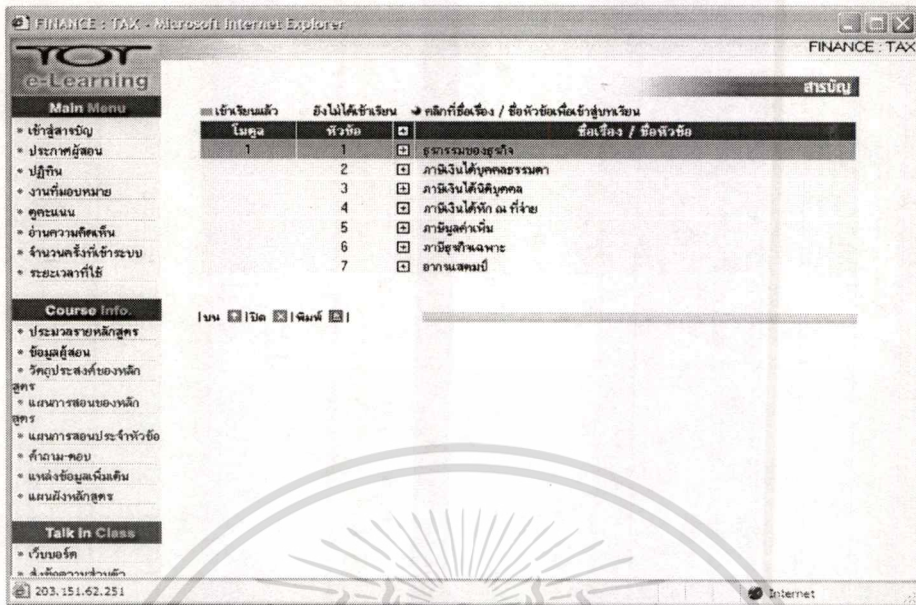 FINANCE : TAX - Microsoft Internet Explorer
FINANCE : TAX
TOT
e-Learning
สารบัญ
Main Menu
เข้าสู่สารบัญ
ประกาศผู้สอน
ปฏิทิน
งานที่มอบหมาย
ดูคะแนน
อ่านความคิดเห็น
จำนวนครั้งที่เข้าระบบ
ระยะเวลาที่ใช้
Course Info.
ประมวลรายหลักสูตร
ข้อมูลผู้สอน
วัตถุประสงค์ของหลัก
สูตร
แผนการสอนของหลัก
สูตร
แผนการสอนประจำหัวข้อ
คำถาม-ตอบ
แหล่งข้อมูลเพิ่มเติม
แผนผังหลักสูตร
Talk In Class
เว็บบอร์ด
ส่งข้อความส่วนตัว
เข้าเรียนแล้ว ยังไม่ได้เข้าเรียน คลิกที่ชื่อเรื่อง / ชื่อหัวข้อเพื่อเข้าสู่บทเรียน
โมดูล หัวข้อ ชื่อเรื่อง / ชื่อหัวข้อ
1 1 ธุรกรรมของธุรกิจ
2 ภาษีเงินได้บุคคลธรรมดา
3 ภาษีเงินได้นิติบุคคล
4 ภาษีเงินได้หัก ณ ที่จ่าย
5 ภาษีมูลค่าเพิ่ม
6 ภาษีธุรกิจเฉพาะ
7 อากรแสตมป์
|บน |ปิด |พิมพ์ |
203.151.62.251
Internet